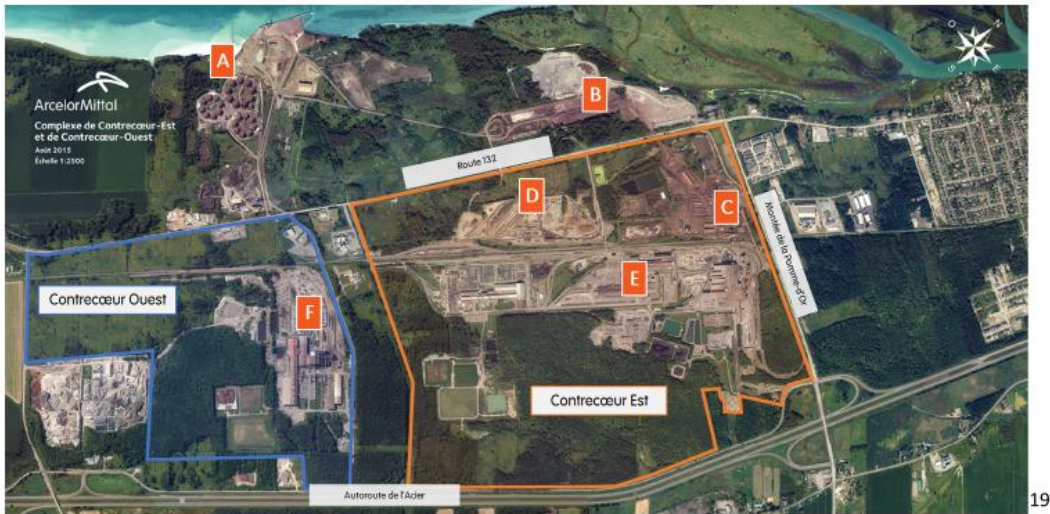 A
ArcelorMittal
Complexe de Contrecœur-Est
et de Contrecœur-Ouest
Août 2015
Échelle 1:2500
N
O
E
S
B
Route 132
D
C
Montée de la Pomme-d'Or
E
Contrecœur Ouest
F
Contrecœur Est
Autoroute de l'Acier
19